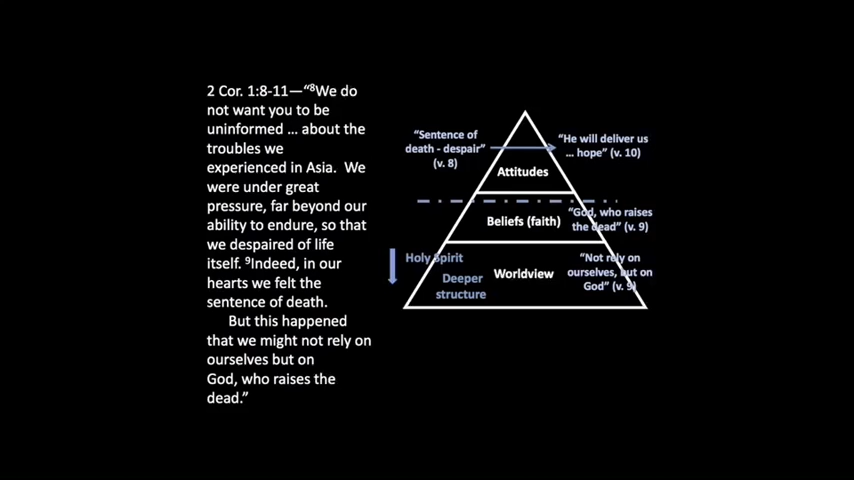 2 Cor. 1:8-11—“⁸We do
not want you to be
uninformed … about the
troubles we
experienced in Asia.  We
were under great
pressure, far beyond our
ability to endure, so that
we despaired of life
itself. ⁹Indeed, in our
hearts we felt the
sentence of death.
But this happened
that we might not rely on
ourselves but on
God, who raises the
dead.”
“Sentence of
death - despair”
(v. 8)
“He will deliver us
… hope” (v. 10)
Attitudes
Beliefs (faith)
“God, who raises
the dead” (v. 9)
Holy Spirit
Deeper
structure
Worldview
“Not rely on
ourselves, but on
God” (v. 9)